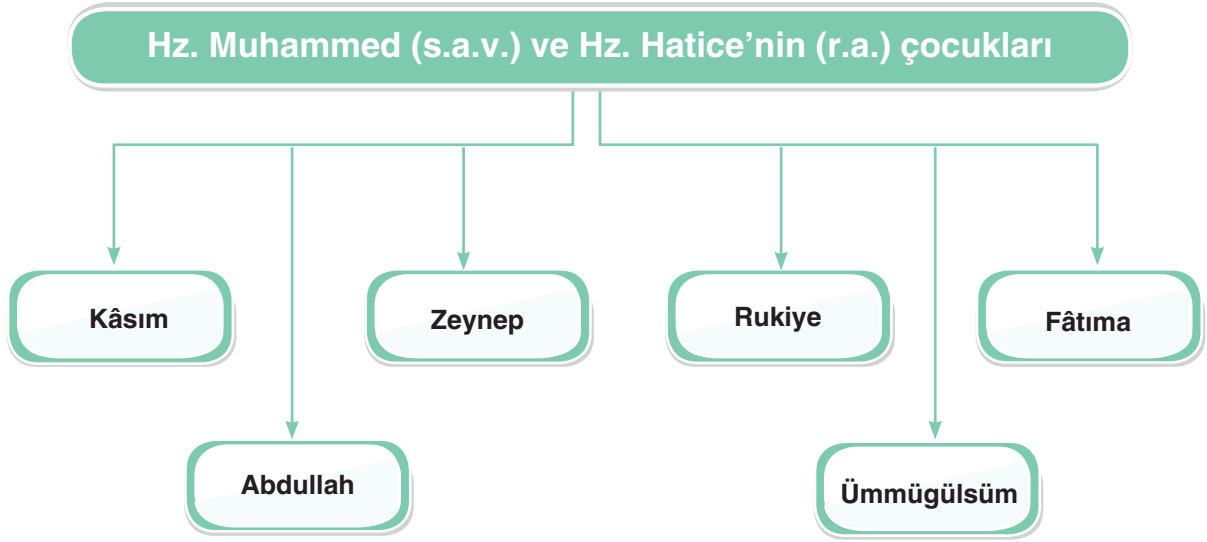 Hz. Muhammed (s.a.v.) ve Hz. Hatice’nin (r.a.) çocukları
Kâsım
Zeynep
Rukiye
Fâtıma
Abdullah
Ümmügülsüm